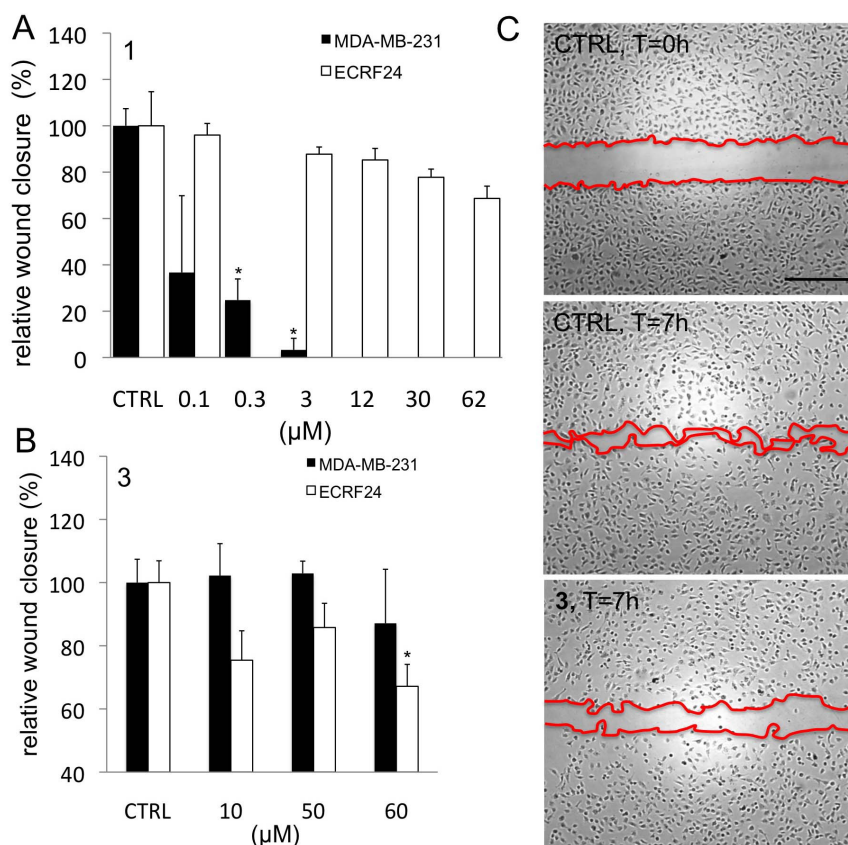 A
1
MDA-MB-231
ECRF24
relative wound closure (%)
140
120
100
80
60
40
20
0
*
*
CTRL 0.1 0.3 3 12 30 62
(µM)
B
3
MDA-MB-231
ECRF24
relative wound closure (%)
140
120
100
80
60
40
*
CTRL 10 50 60
(µM)
C
CTRL, T=0h
CTRL, T=7h
3, T=7h